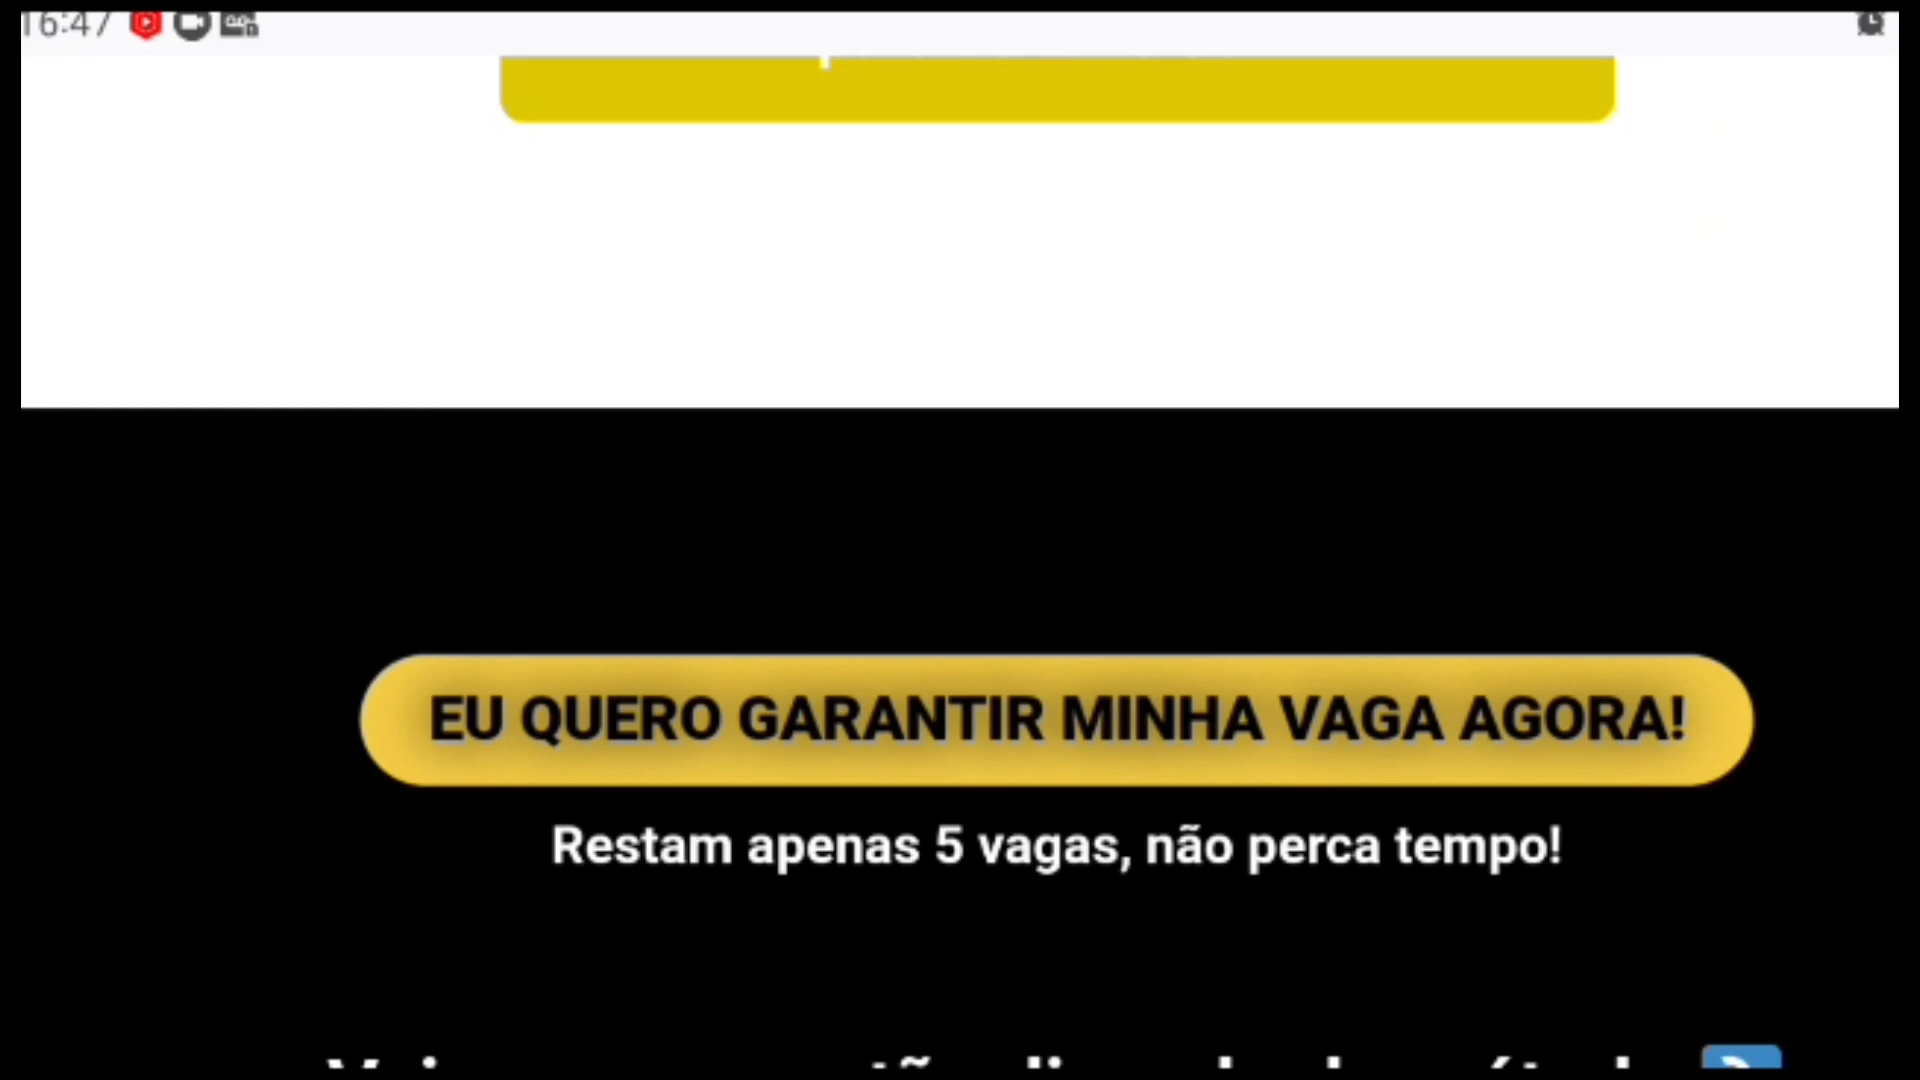 16:47
EU QUERO GARANTIR MINHA VAGA AGORA!
Restam apenas 5 vagas, não perca tempo!